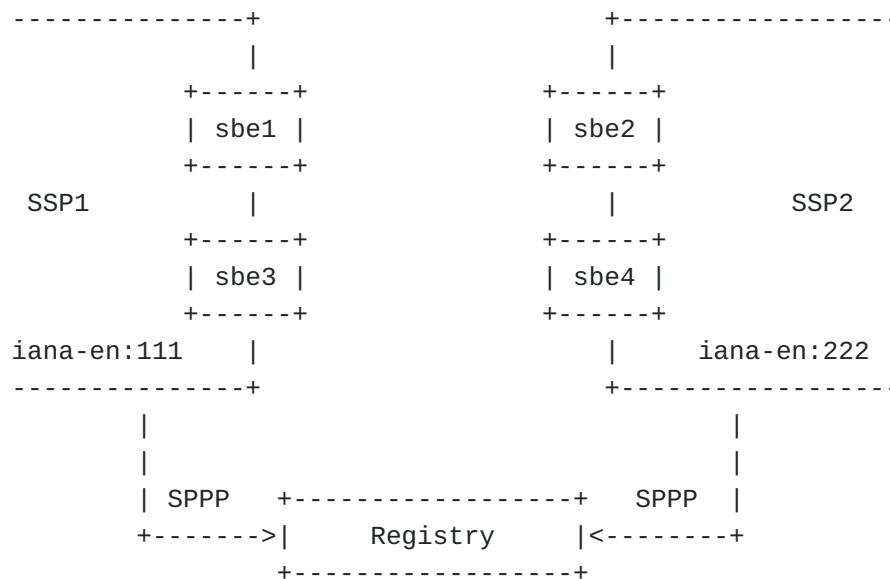 ---------------+                      +------------------
|                      |
+------+               +------+
| sbe1 |               | sbe2 |
+------+               +------+
SSP1          |                      |           SSP2
+------+               +------+
| sbe3 |               | sbe4 |
+------+               +------+
iana-en:111    |                      |     iana-en:222
---------------+                      +------------------
|                                     |
|                                     |
| SPPP   +------------------+   SPPP  |
+------->|     Registry     |<--------+
+------------------+